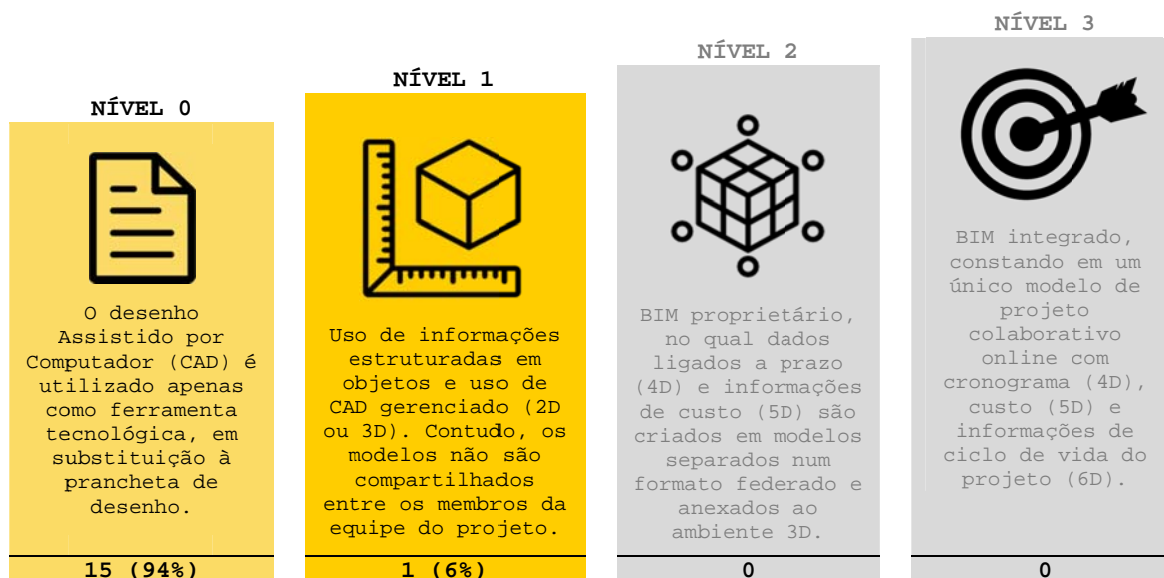 NÍVEL 0
O desenho
Assistido por
Computador (CAD) é
utilizado apenas
como ferramenta
tecnológica, em
substituição à
prancheta de
desenho.
15 (94%)
NÍVEL 1
Uso de informações
estruturadas em
objetos e uso de
CAD gerenciado (2D
ou 3D). Contudo, os
modelos não são
compartilhados
entre os membros da
equipe do projeto.
1 (6%)
NÍVEL 2
BIM proprietário,
no qual dados
ligados a prazo
(4D) e informações
de custo (5D) são
criados em modelos
separados num
formato federado e
anexados ao
ambiente 3D.
0
NÍVEL 3
BIM integrado,
constando em um
único modelo de
projeto
colaborativo
online com
cronograma (4D),
custo (5D) e
informações de
ciclo de vida do
projeto (6D).
0